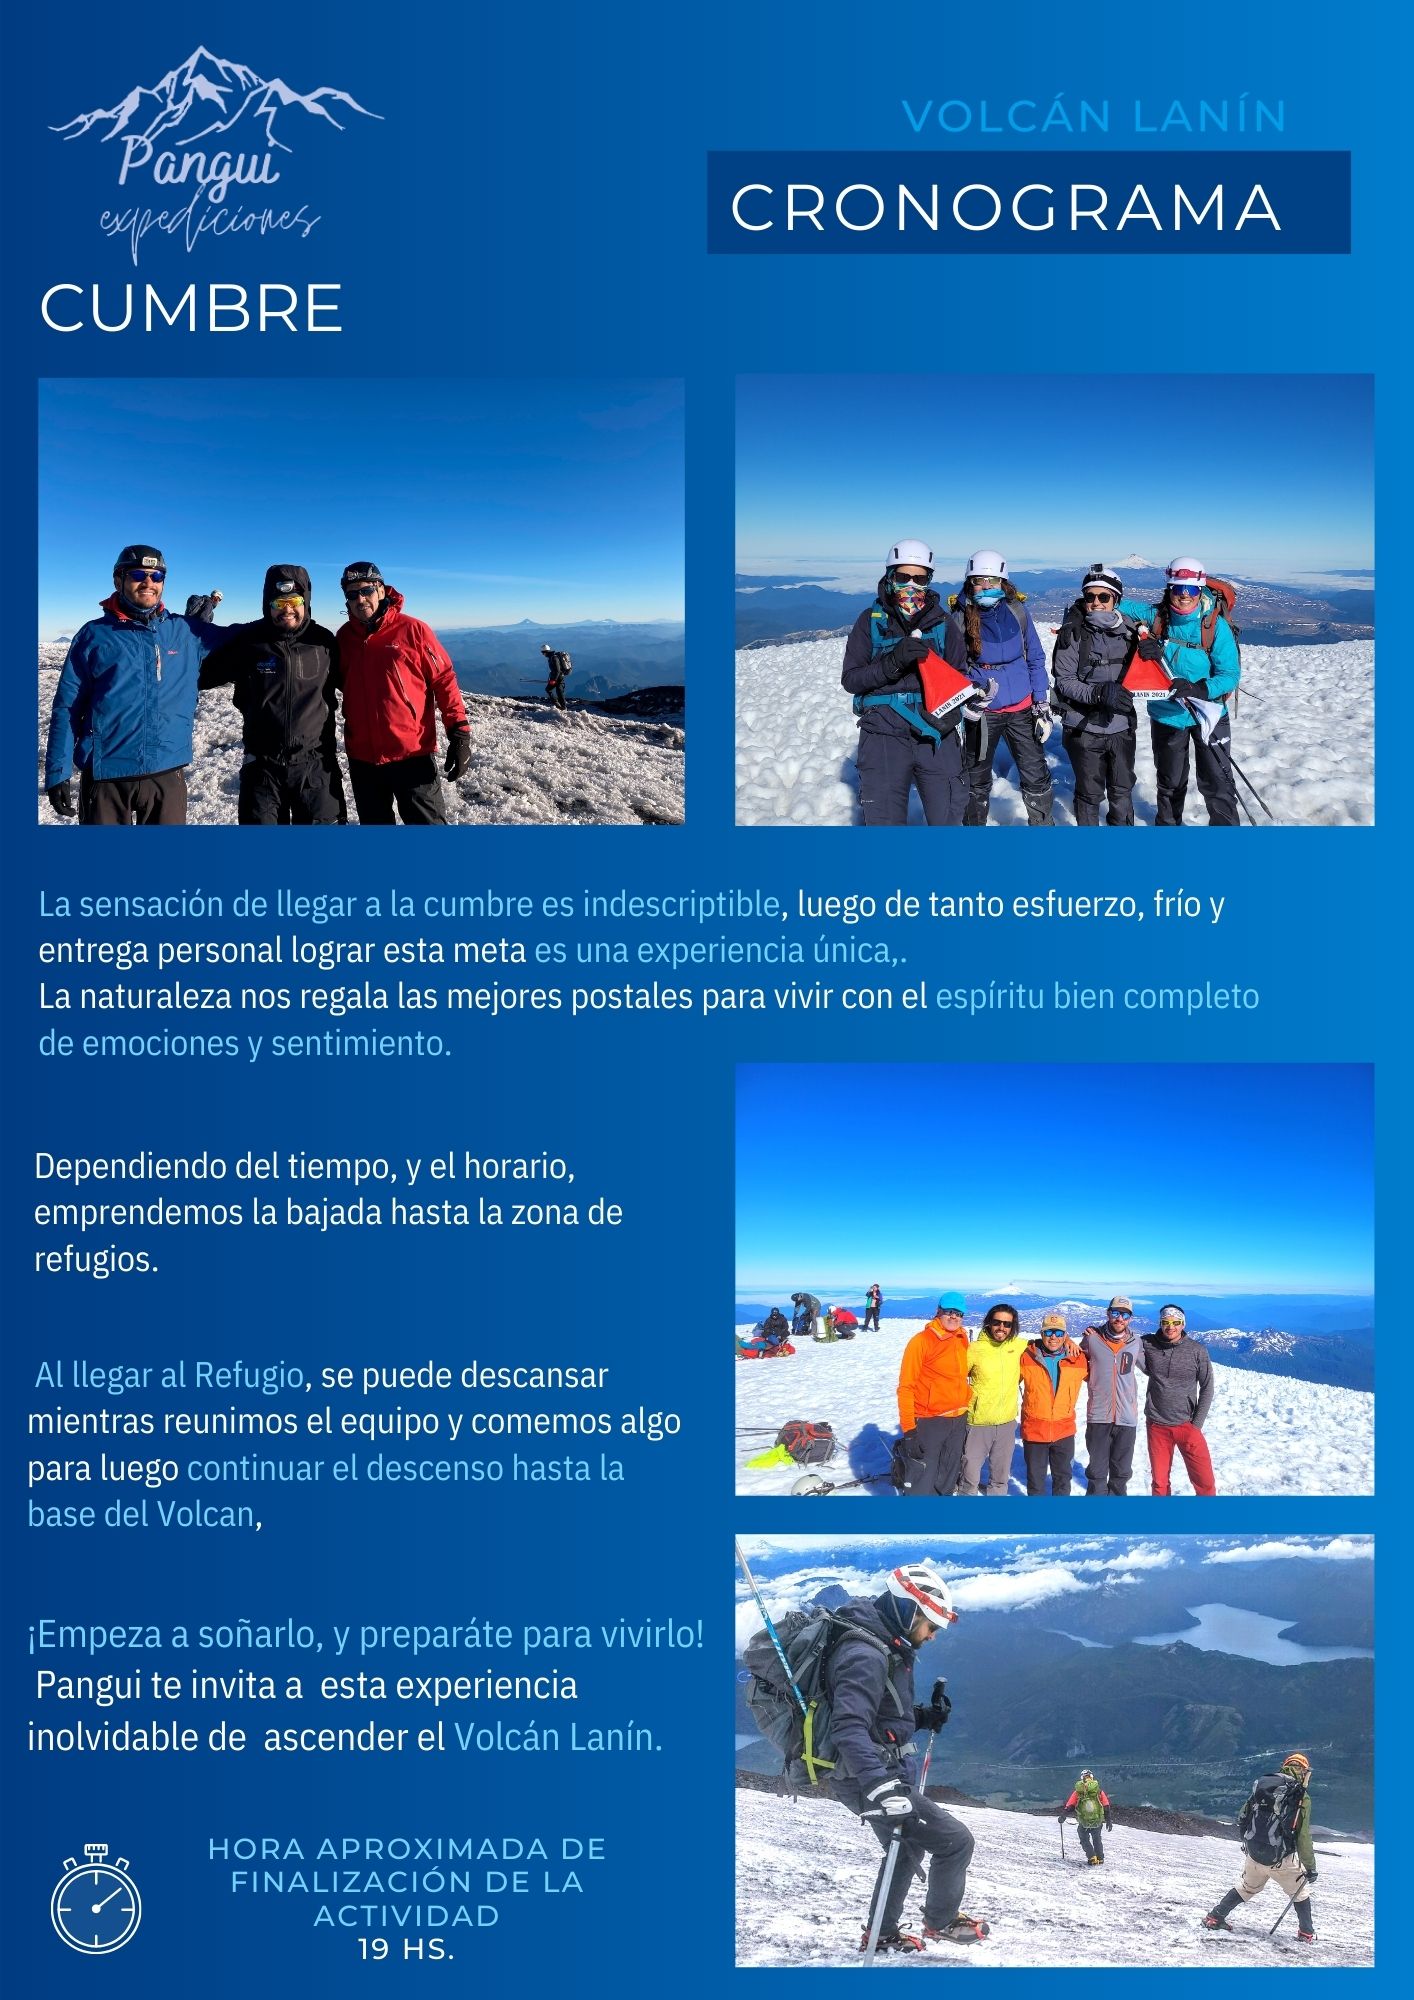 Pangui
expediciones
VOLCÁN LANÍN
CRONOGRAMA
CUMBRE
LANIN 2021
LANIN 2021
La sensación de llegar a la cumbre es indescriptible, luego de tanto esfuerzo, frío y
entrega personal lograr esta meta es una experiencia única,.
La naturaleza nos regala las mejores postales para vivir con el espíritu bien completo
de emociones y sentimiento.
Dependiendo del tiempo, y el horario,
emprendemos la bajada hasta la zona de
refugios.
Al llegar al Refugio, se puede descansar
mientras reunimos el equipo y comemos algo
para luego continuar el descenso hasta la
base del Volcan,
¡Empeza a soñarlo, y preparáte para vivirlo!
Pangui te invita a  esta experiencia
inolvidable de  ascender el Volcán Lanín.
HORA APROXIMADA DE
FINALIZACIÓN DE LA
ACTIVIDAD
19 HS.